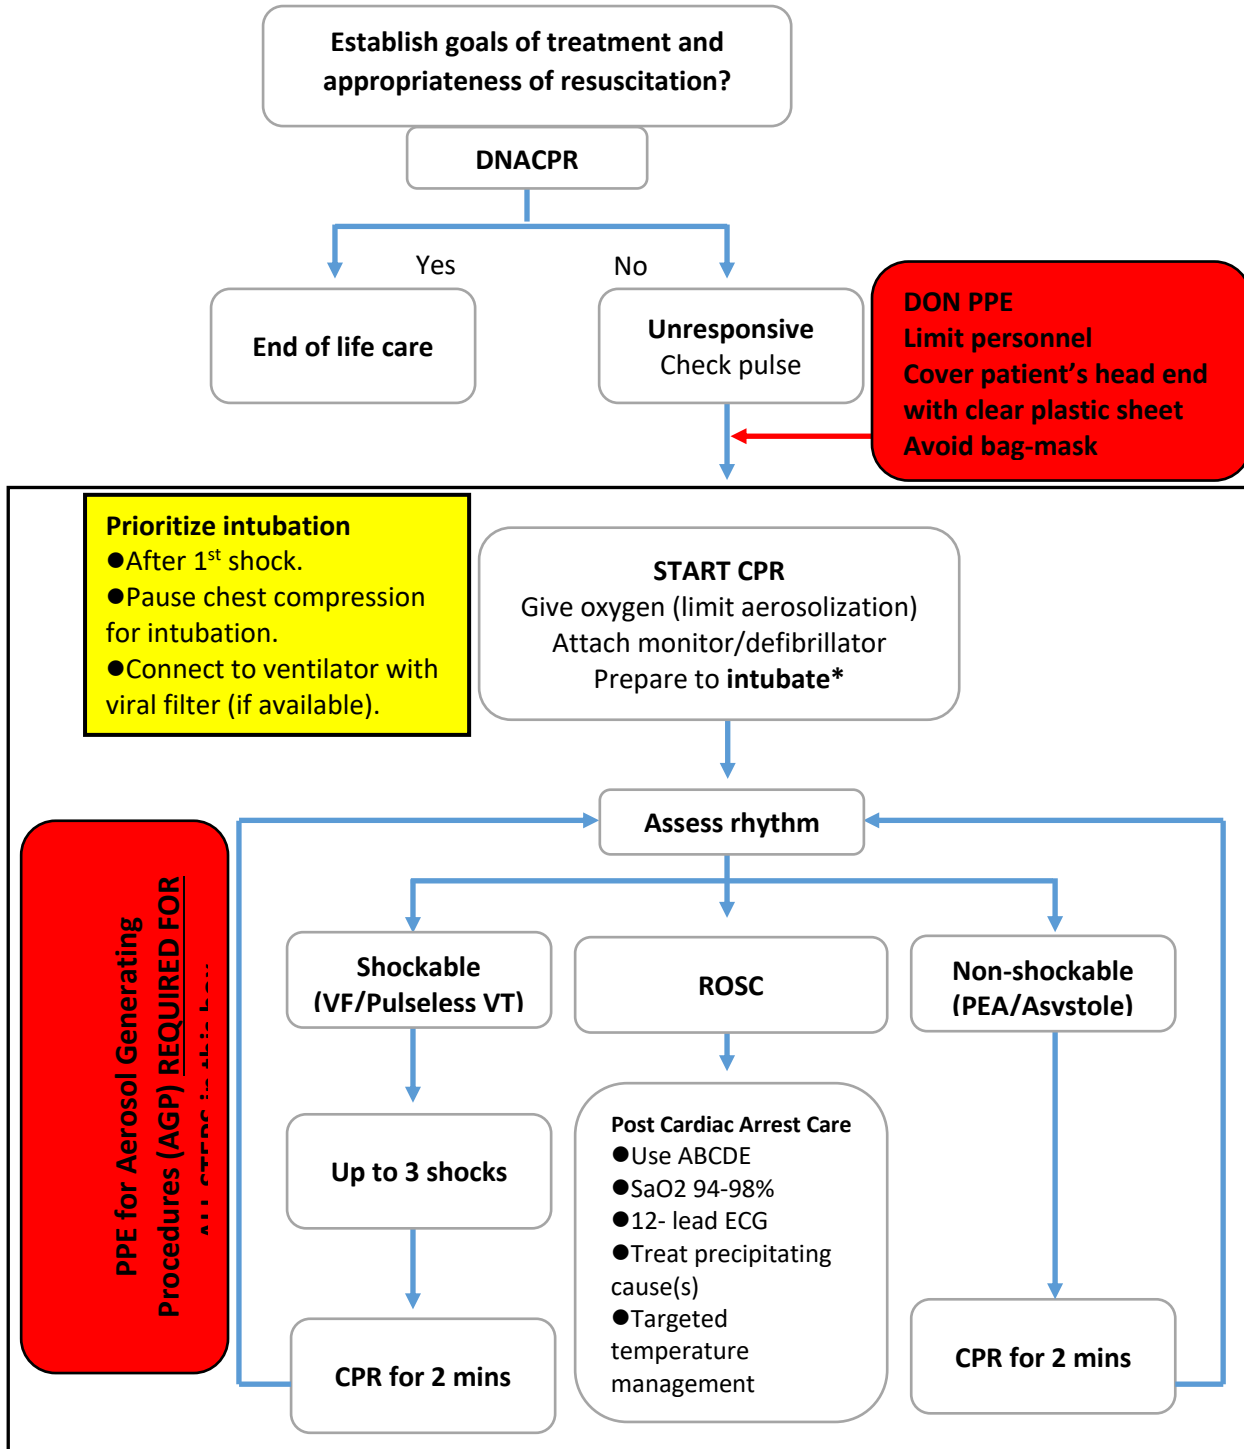 Establish goals of treatment and
appropriateness of resuscitation?
DNACPR
Yes
No
End of life care
Unresponsive
Check pulse
DON PPE
Limit personnel
Cover patient’s head end
with clear plastic sheet
Avoid bag-mask
Prioritize intubation
●After 1st shock.
●Pause chest compression
for intubation.
●Connect to ventilator with
viral filter (if available).
START CPR
Give oxygen (limit aerosolization)
Attach monitor/defibrillator
Prepare to intubate*
Assess rhythm
PPE for Aerosol Generating
Procedures (AGP) REQUIRED FOR
ALL STEPS in this box
Shockable
(VF/Pulseless VT)
ROSC
Non-shockable
(PEA/Asystole)
Up to 3 shocks
Post Cardiac Arrest Care
●Use ABCDE
●SaO2 94-98%
●12- lead ECG
●Treat precipitating
cause(s)
●Targeted
temperature
management
CPR for 2 mins
CPR for 2 mins